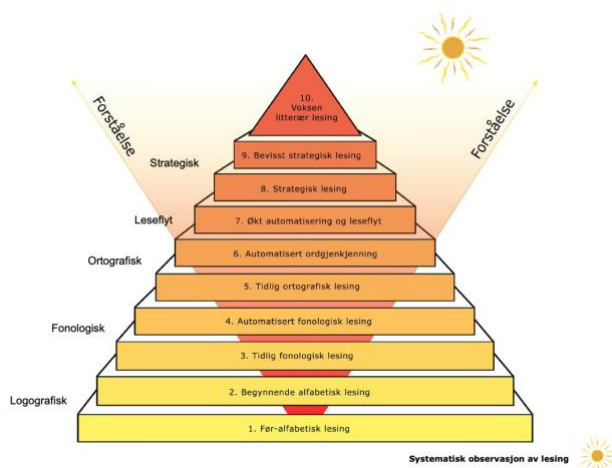 10.
Voksen
litterær lesing
Forståelse
Forståelse
Strategisk
9. Bevisst strategisk lesing
8. Strategisk lesing
Leseflyt
7. Økt automatisering og leseflyt
6. Automatisert ordgjenkjenning
Ortografisk
5. Tidlig ortografisk lesing
4. Automatisert fonologisk lesing
Fonologisk
3. Tidlig fonologisk lesing
2. Begynnende alfabetisk lesing
Logografisk
1. Før-alfabetisk lesing
Systematisk observasjon av lesing